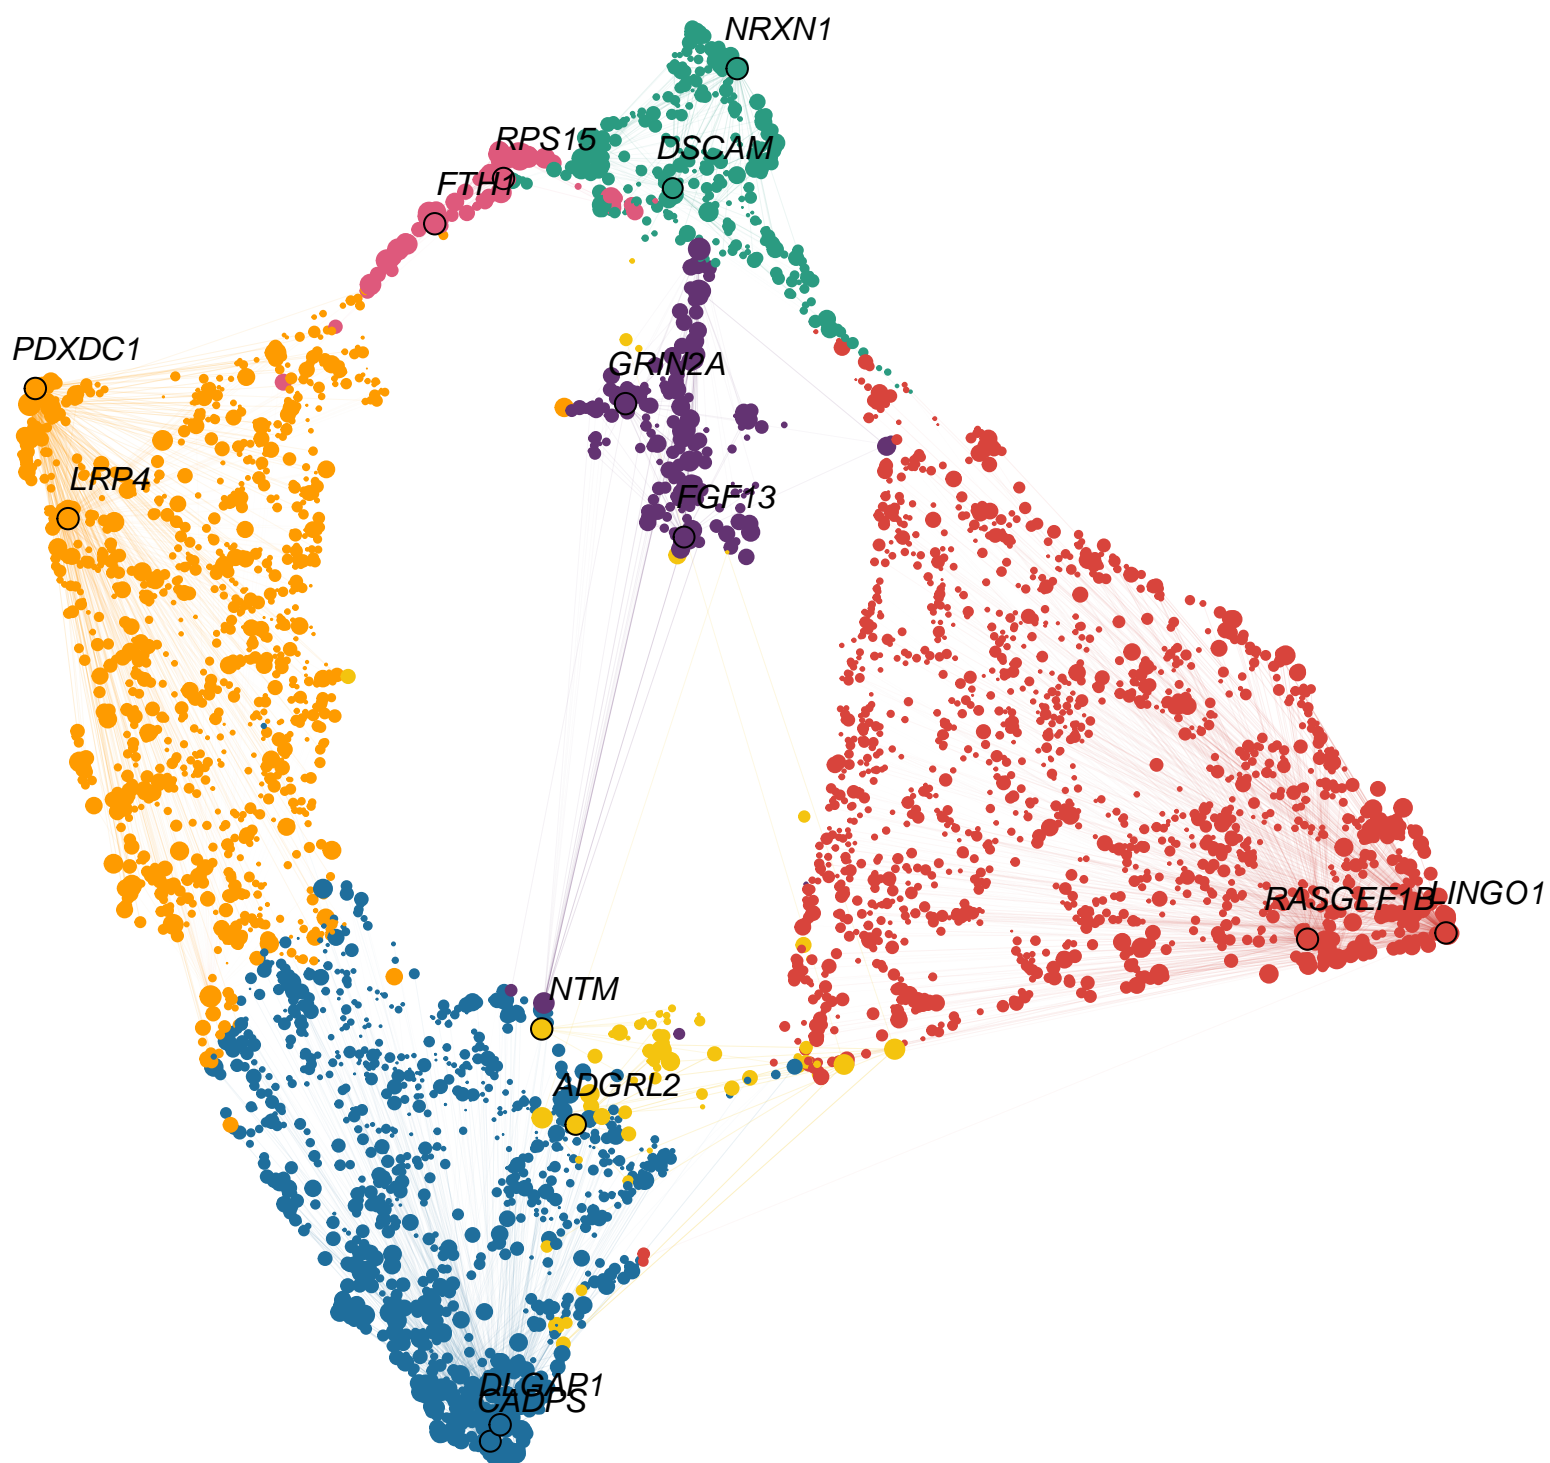 NRXN1
RPS15
DSCAM
FTH1
PDXDC1
GRIN2A
LRP4
FGF13
RASGEF1B
LINGO1
NTM
ADGRL2
DLGAP1
CADPS